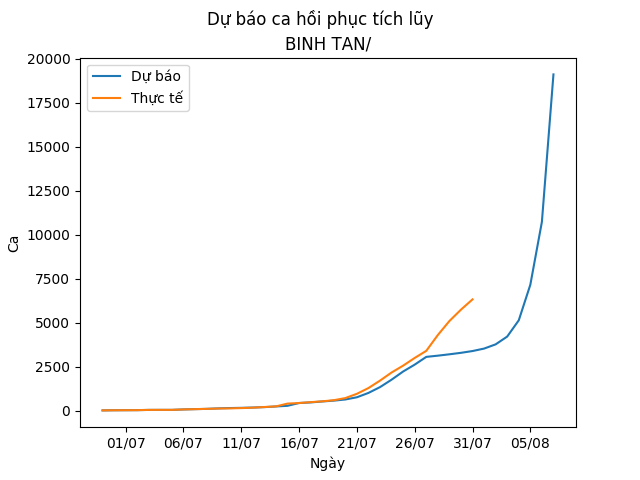 Dự báo ca hồi phục tích lũy
BINH TAN/
Dự báo
Thực tế
20000
17500
15000
12500
10000
7500
5000
2500
0
Ca
01/07 06/07 11/07 16/07 21/07 26/07 31/07 05/08
Ngày